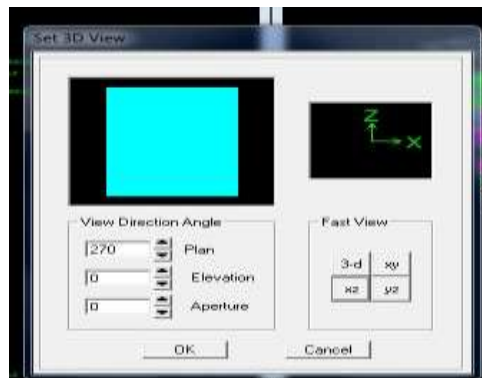 Set 3D View
Z
X
View Direction Angle
270 Plan
0 Elevation
0 Aperture
Fast View
3-d xy
xz yz
OK Cancel